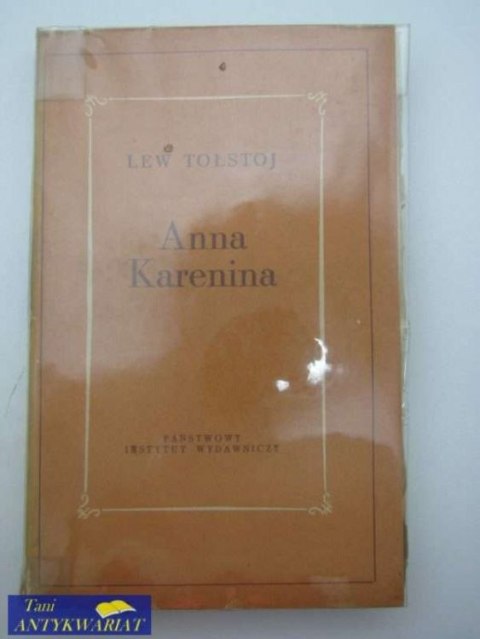 LEW TOŁSTOJ
Anna
Karenina
PAŃSTWOWY
INSTYTUT WYDAWNICZY
Tani
ANTYKWARIAT